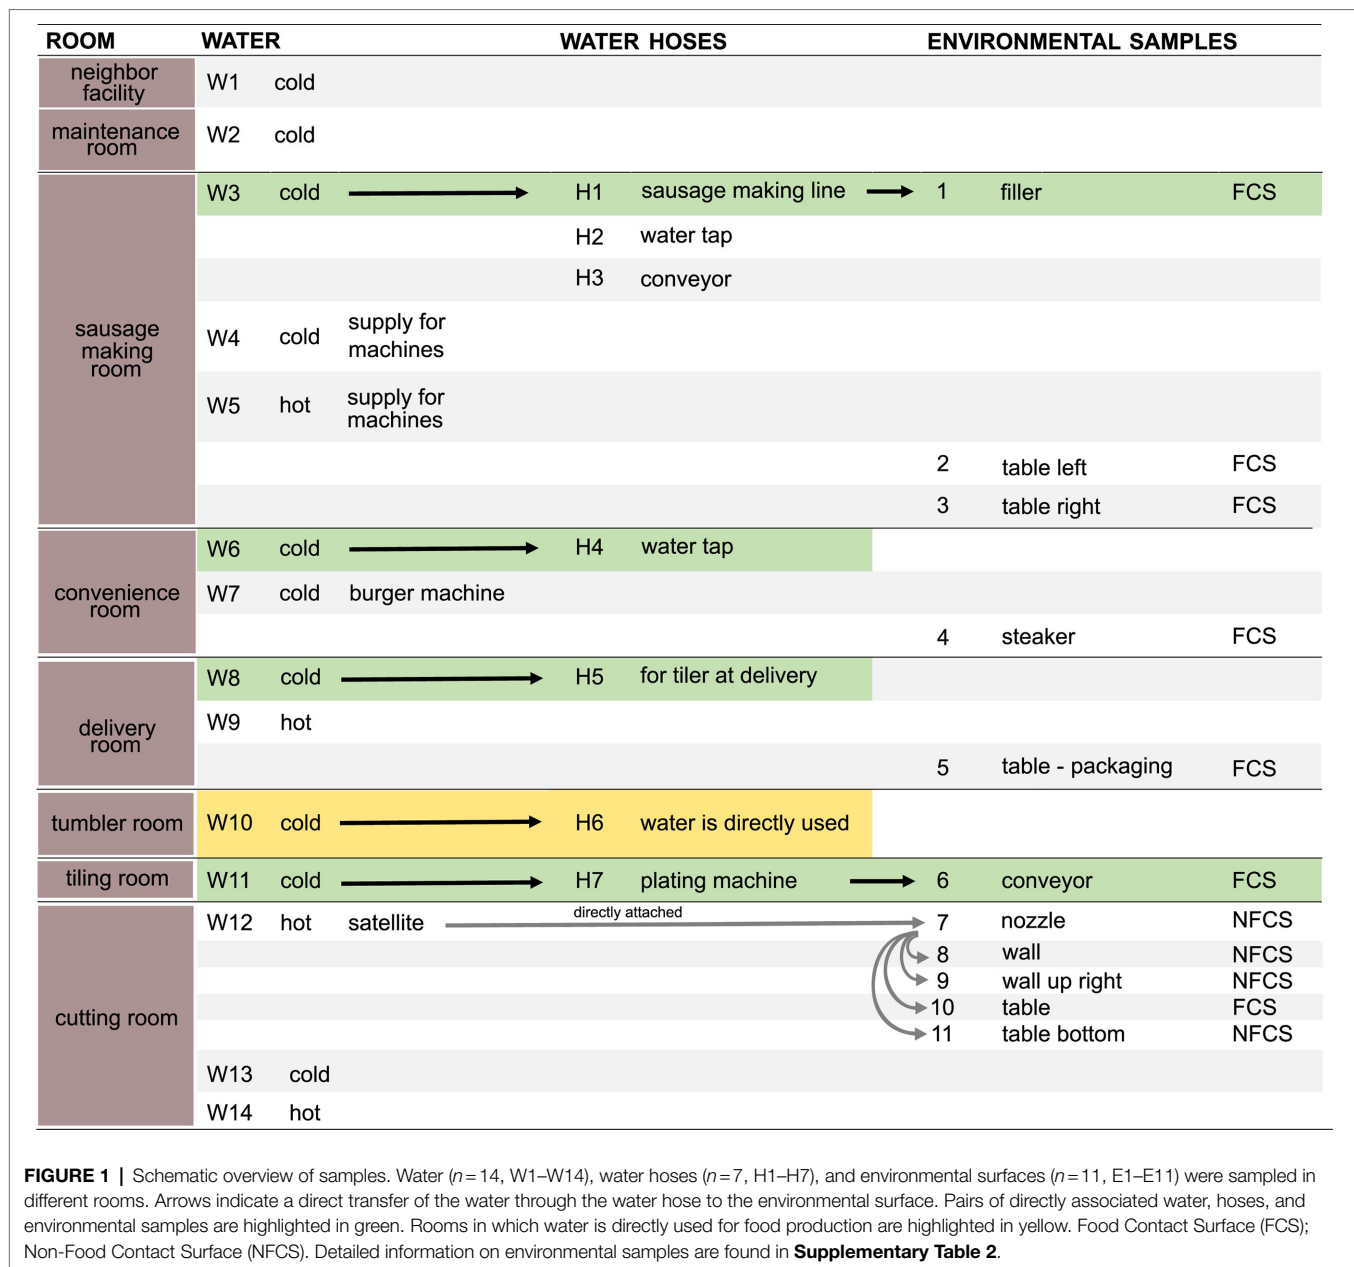 ROOM WATER WATER HOSES ENVIRONMENTAL SAMPLES
neighbor
facility
W1 cold
maintenance
room
W2 cold
sausage
making
room
W3 cold H1 sausage making line 1 filler FCS
H2 water tap
H3 conveyor
W4 cold supply for
machines
W5 hot supply for
machines
2 table left FCS
3 table right FCS
convenience
room
W6 cold H4 water tap
W7 cold burger machine
4 steaker FCS
delivery
room
W8 cold H5 for tiler at delivery
W9 hot
5 table - packaging FCS
tumbler room W10 cold H6 water is directly used
tiling room W11 cold H7 plating machine 6 conveyor FCS
cutting room
W12 hot satellite directly attached 7 nozzle NFCS
8 wall NFCS
9 wall up right NFCS
10 table FCS
11 table bottom NFCS
W13 cold
W14 hot
FIGURE 1 | Schematic overview of samples. Water (n=14, W1–W14), water hoses (n=7, H1–H7), and environmental surfaces (n=11, E1–E11) were sampled in
different rooms. Arrows indicate a direct transfer of the water through the water hose to the environmental surface. Pairs of directly associated water, hoses, and
environmental samples are highlighted in green. Rooms in which water is directly used for food production are highlighted in yellow. Food Contact Surface (FCS);
Non-Food Contact Surface (NFCS). Detailed information on environmental samples are found in Supplementary Table 2.